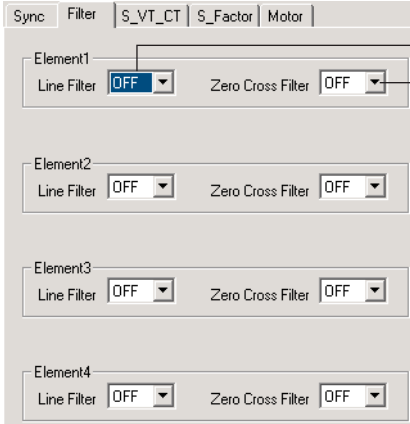 Sync Filter S_VT_CT S_Factor Motor
Element1
Line Filter OFF Zero Cross Filter OFF
Element2
Line Filter OFF Zero Cross Filter OFF
Element3
Line Filter OFF Zero Cross Filter OFF
Element4
Line Filter OFF Zero Cross Filter OFF